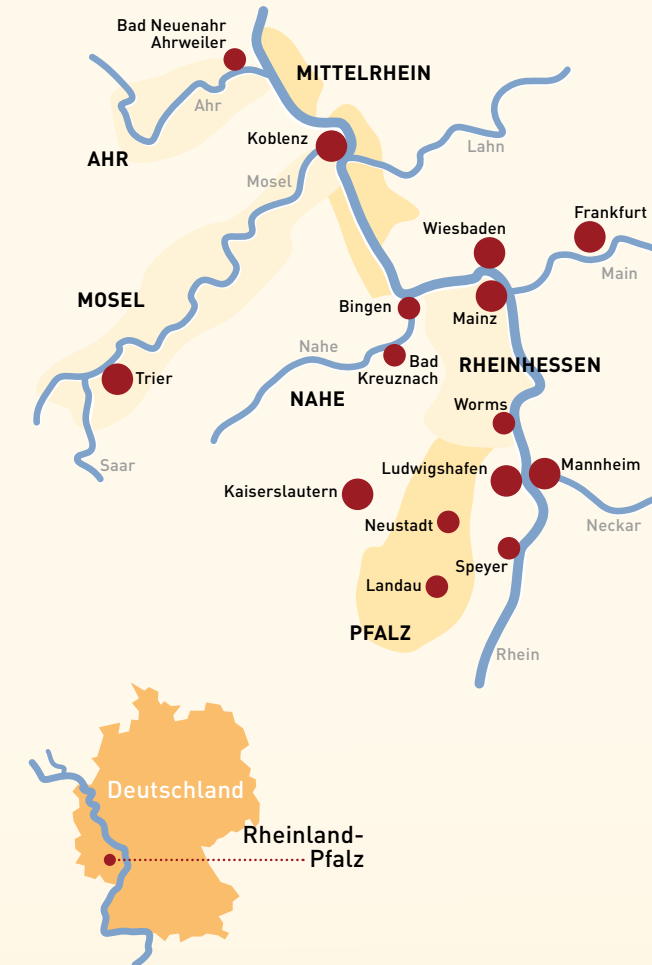 Bad Neuenahr
Ahrweiler
MITTELRHEIN
Ahr
Koblenz
Lahn
AHR
Mosel
Frankfurt
Wiesbaden
Main
MOSEL
Bingen
Mainz
Nahe
Bad
Kreuznach
RHEINHESSEN
Trier
NAHE
Worms
Saar
Ludwigshafen
Mannheim
Kaiserslautern
Neustadt
Neckar
Speyer
Landau
PFALZ
Rhein
Deutschland
Rheinland-
Pfalz